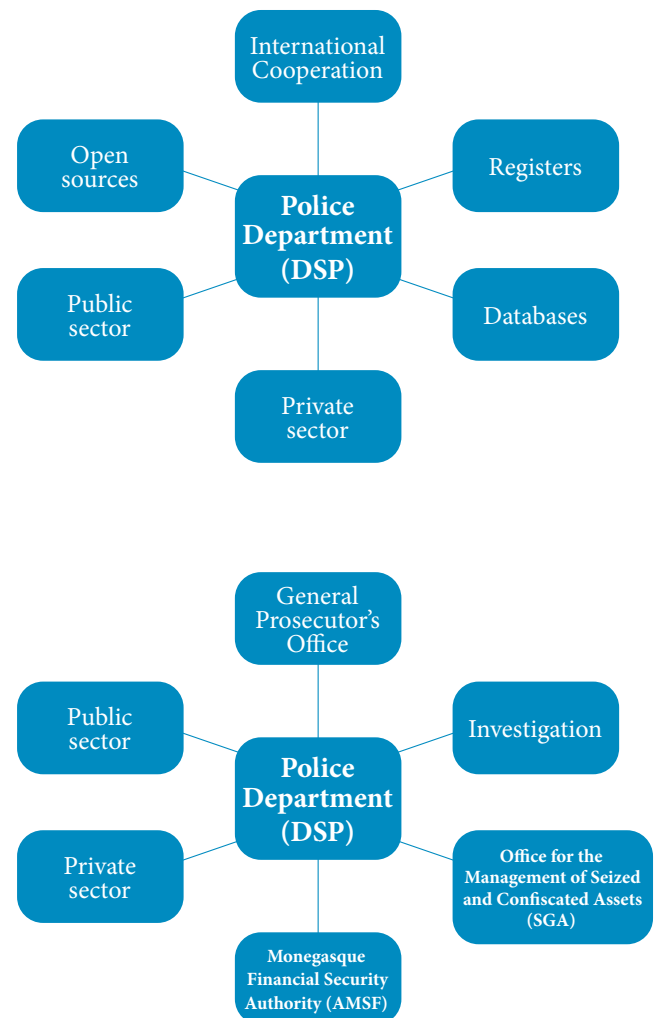 International
Cooperation
Open
sources
Registers
Police
Department
(DSP)
Public
sector
Databases
Private
sector
General
Prosecutor's
Office
Public
sector
Investigation
Police
Department
(DSP)
Private
sector
Office for the
Management of Seized
and Confiscated Assets
(SGA)
Monegasque
Financial Security
Authority (AMSF)